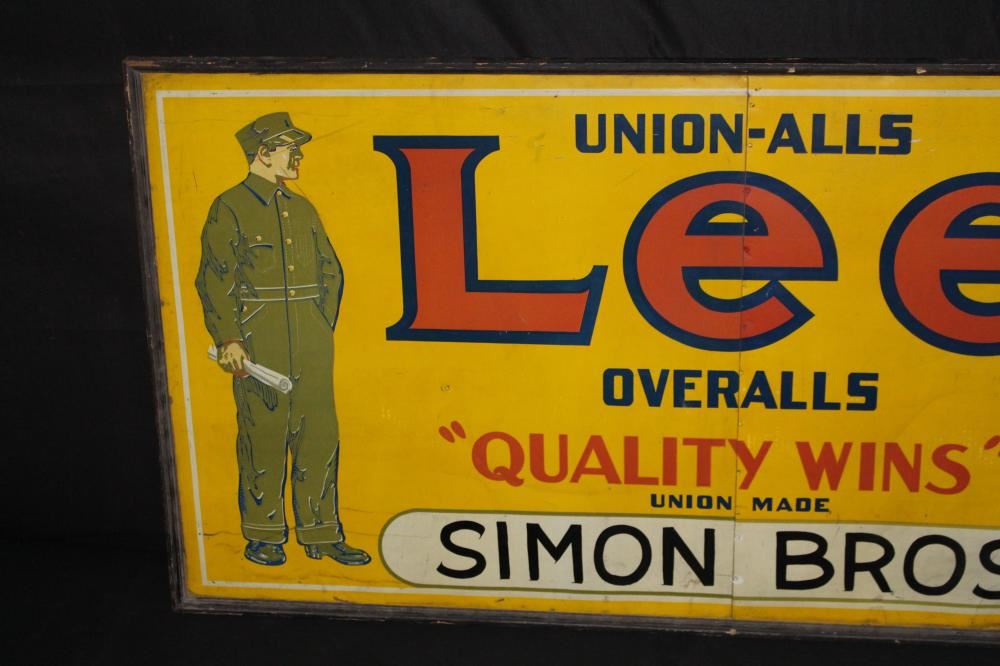 UNION-ALLS
Lee
OVERALLS
"QUALITY WINS"
UNION MADE
SIMON BROS